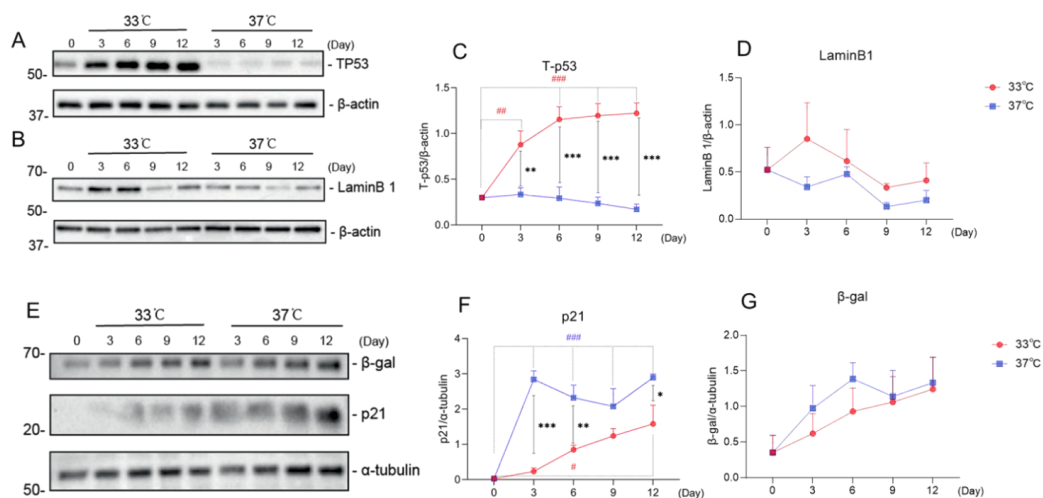 A
33℃ 37℃
0 3 6 9 12 3 6 9 12 (Day)
50-
- TP53
37-
- β-actin
B
33℃ 37℃
0 3 6 9 12 3 6 9 12 (Day)
70-
- LaminB 1
50-
37-
- β-actin
C
T-p53
###
##
** *** *** ***
T-p53/β-actin
1.5
1.0
0.5
0.0
0 3 6 9 12 (Day)
D
LaminB1
33℃
37℃
LaminB 1/β-actin
1.5
1.0
0.5
0.0
0 3 6 9 12 (Day)
E
33℃ 37℃
0 3 6 9 12 3 6 9 12 (Day)
70-
- β-gal
- p21
20-
50-
- α-tubulin
F
p21
###
*** ** *
#
p21/α-tubulin
4
3
2
1
0
0 3 6 9 12 (Day)
G
β-gal
33℃
37℃
β-gal/α-tubulin
2.0
1.5
1.0
0.5
0.0
0 3 6 9 12 (Day)